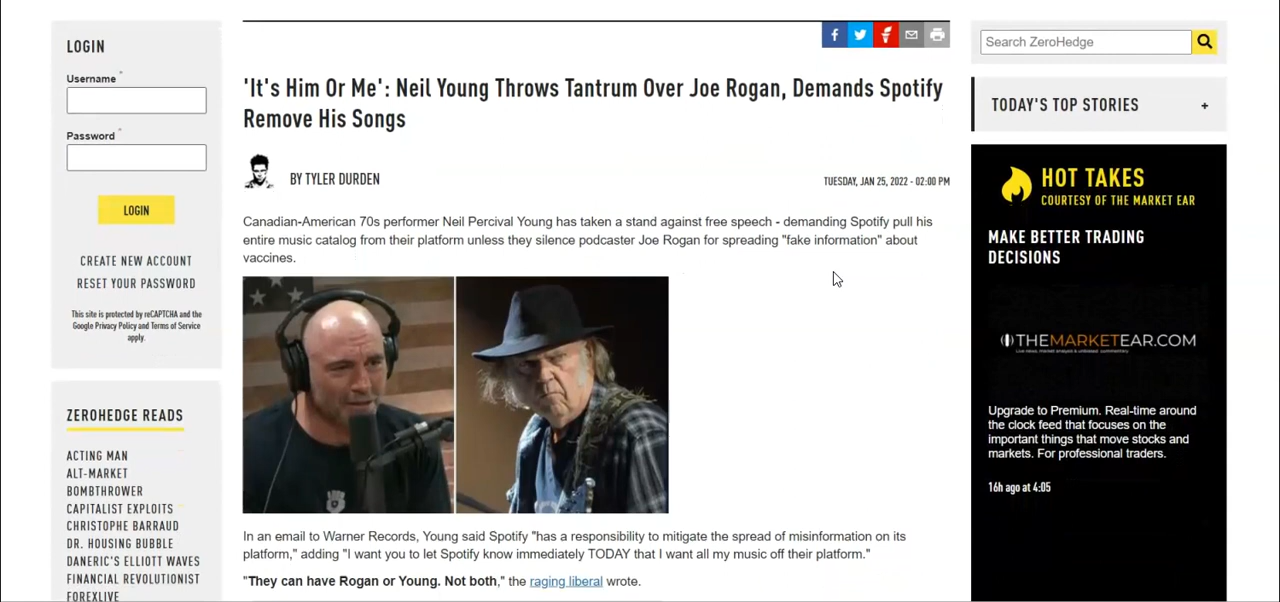 LOGIN
Username *
Password *
LOGIN
CREATE NEW ACCOUNT
RESET YOUR PASSWORD
This site is protected by reCAPTCHA and the
Google Privacy Policy and Terms of Service
apply.
ZEROHEDGE READS
ACTING MAN
ALT-MARKET
BOMBTHROWER
CAPITALIST EXPLOITS
CHRISTOPHE BARRAUD
DR. HOUSING BUBBLE
DANERIC'S ELLIOTT WAVES
FINANCIAL REVOLUTIONIST
FOREXLIVE
'It's Him Or Me': Neil Young Throws Tantrum Over Joe Rogan, Demands Spotify
Remove His Songs
BY TYLER DURDEN
TUESDAY, JAN 25, 2022 - 02:00 PM
Canadian-American 70s performer Neil Percival Young has taken a stand against free speech - demanding Spotify pull his
entire music catalog from their platform unless they silence podcaster Joe Rogan for spreading "fake information" about
vaccines.
In an email to Warner Records, Young said Spotify "has a responsibility to mitigate the spread of misinformation on its
platform," adding "I want you to let Spotify know immediately TODAY that I want all my music off their platform."
"They can have Rogan or Young. Not both," the raging liberal wrote.
Search ZeroHedge
TODAY'S TOP STORIES +
HOT TAKES
COURTESY OF THE MARKET EAR
MAKE BETTER TRADING
DECISIONS
THEMARKETEAR.COM
Live news, market analysis & unbiased commentary
Upgrade to Premium. Real-time around
the clock feed that focuses on the
important things that move stocks and
markets. For professional traders.
16h ago at 4:05